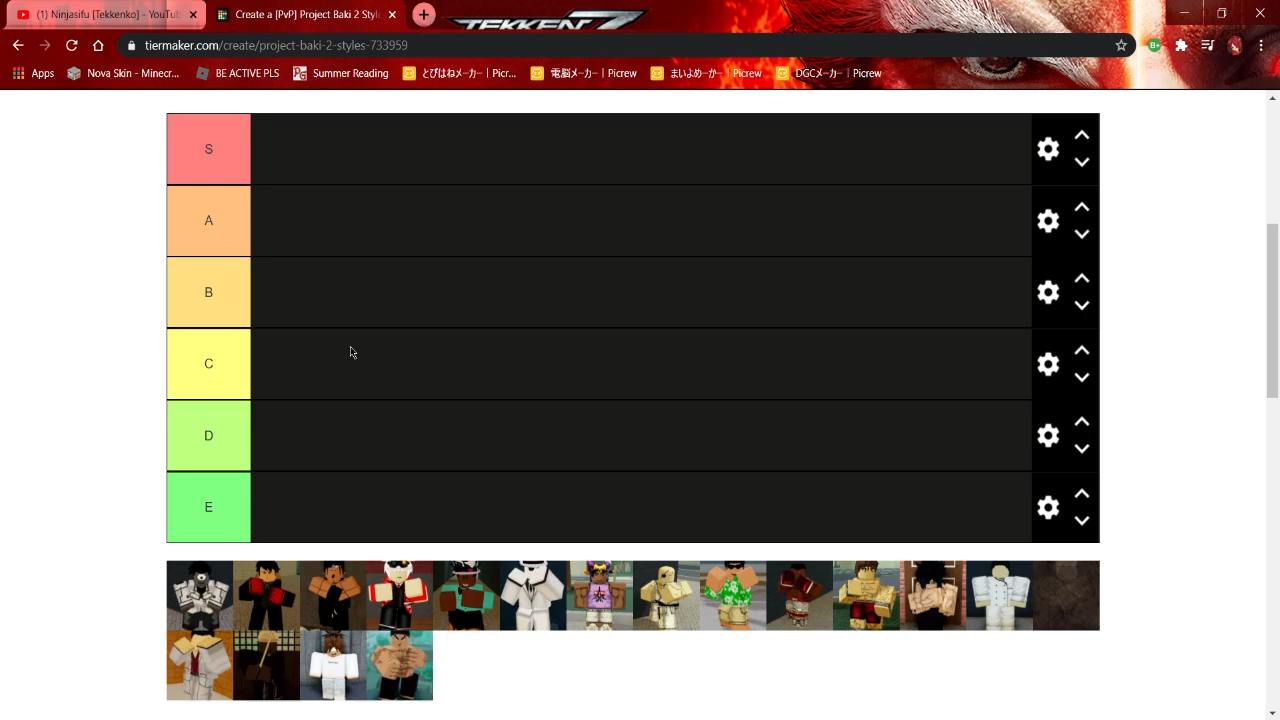 (1) Ninjasifu [Tekkenko] - YouTub
Create a [PvP] Project Baki 2 Styl
TEKKEN 7
tiermaker.com/create/project-baki-2-styles-733959
Apps
Nova Skin - Minecr...
BE ACTIVE PLS
Summer Reading
とびはねメーカー | Picr...
電脳メーカー | Picrew
まいよめーかー | Picrew
DGCメーカー | Picrew
S
A
B
C
D
E